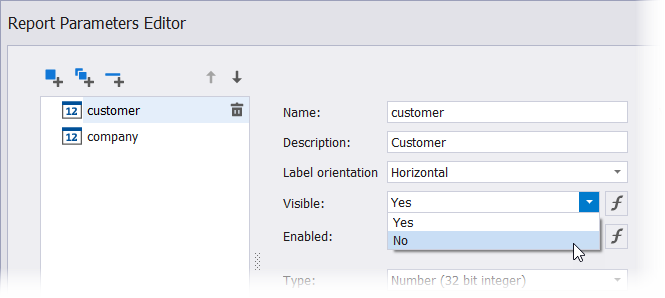 Report Parameters Editor
12 customer
12 company
Name: customer
Description: Customer
Label orientation Horizontal
Visible: Yes f
Yes
No
Enabled: f
Type: Number (32 bit integer)